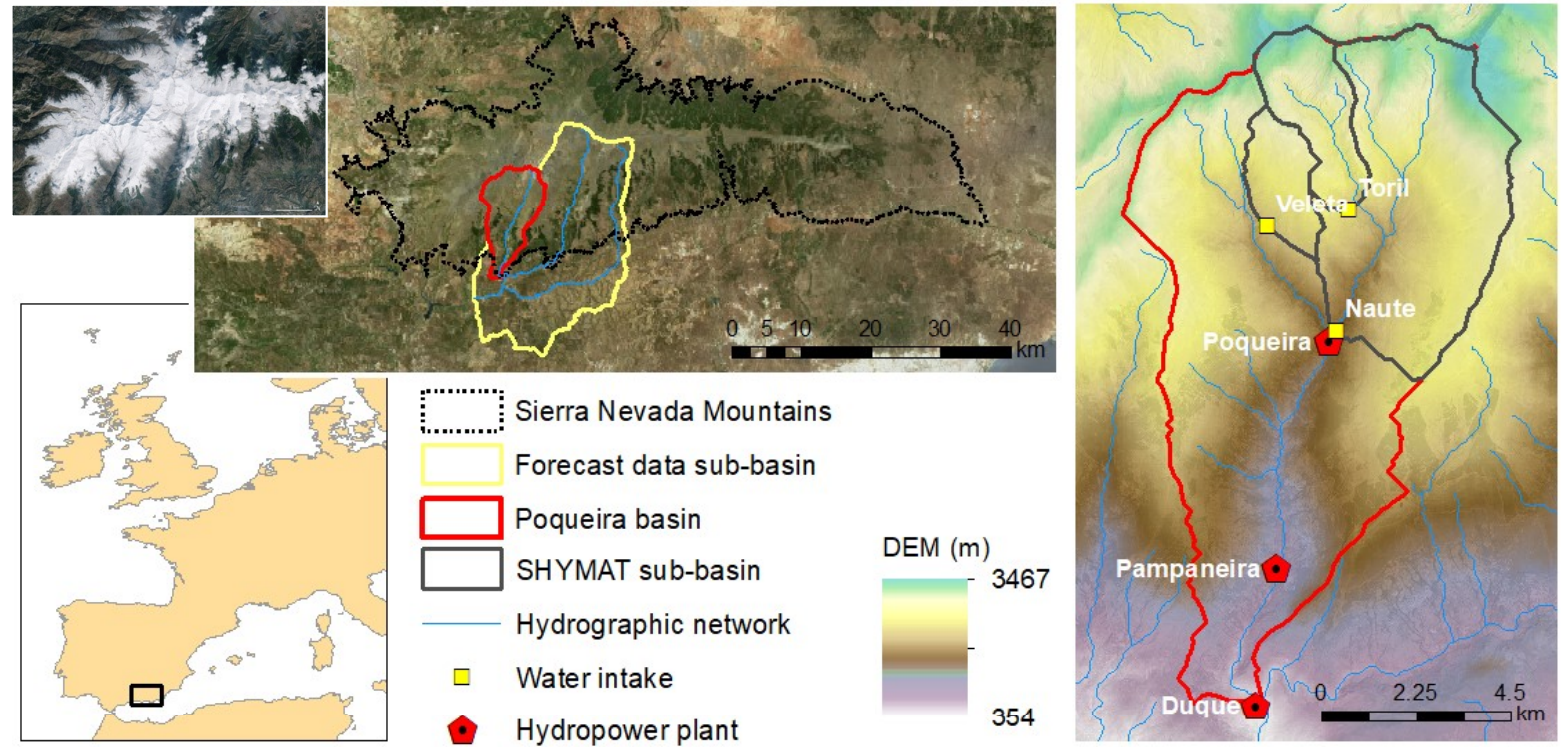 0 5 10 20 30 40
km
Sierra Nevada Mountains
Forecast data sub-basin
Poqueira basin
SHYMAT sub-basin
Hydrographic network
Water intake
Hydropower plant
DEM (m)
3467
354
Toril
Veleta
Naute
Poqueira
Pampaneira
Duque
0 2.25 4.5
km